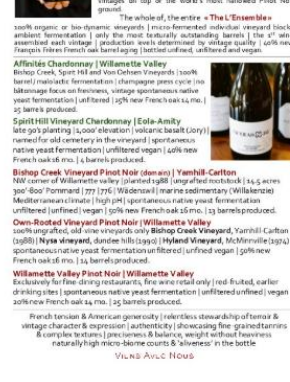 vintages on top of the world's most hallowed Pinot Noir
ground.
The whole, of the entire → «The L'Ensemble»
100% organic or bio-dynamic vineyards | micro-fermented individual vineyard block
ambient fermentation | only the most texturally outstanding barrels | the 1st win
assembled each vintage | production levels determined by vintage quality | 40% new
François Frères French oak barrel aging | bottled unfined, unfiltered and vegan.
Affinités Chardonnay | Willamette Valley
Bishop Creek, Spirit Hill and Von Oehsen Vineyards | 100%
barrel / malolactic fermentation | champagne press cycle | no
bâtonnage focus on freshness, vintage spontaneous native
yeast fermentation | unfiltered | 25% new French oak 14 mo. |
25 barrels produced.
Spirit Hill Vineyard Chardonnay | Eola-Amity
late 90's planting | 1,000' elevation | volcanic basalt (Jory) |
named for old cemetery in the vineyard | spontaneous
native yeast fermentation | unfiltered vegan | 40% new
French oak 16 mo. | 4 barrels produced.
Bishop Creek Vineyard Pinot Noir (domain) | Yamhill-Carlton
NW corner of Willamette valley | planted 1988 | ungrafted rootstock | 14.5 acres
300'-800' Pommard | 777 | 776 | Wädenswil | marine sedimentary (Willakenzie)
Mediterranean climate | high pH | spontaneous native yeast fermentation
unfiltered | unfined | vegan | 50% new French oak 16 mo. | 13 barrels produced.
Own-Rooted Vineyard Pinot Noir | Willamette Valley
100% ungrafted, old-vine vineyards only Bishop Creek Vineyard, Yamhill-Carlton
(1988) | Nysa vineyard, dundee hills (1990) | Hyland Vineyard, McMinnville (1974)
spontaneous native yeast fermentation unfiltered | unfined vegan | 50% new
French oak 16 mo. | 14 barrels produced.
Willamette Valley Pinot Noir | Willamette Valley
Exclusively for fine-dining restaurants, fine wine retail only | red-fruited, earlier
drinking sites | spontaneous native yeast fermentation | unfiltered unfined | vegan
20% new French oak 14 mo. | 25 barrels produced.
French tension & American generosity | relentless stewardship of terroir &
vintage character & expression | authenticity | showcasing fine-grained tannins
& complex textures | preciseness & balance, weight without heaviness
naturally high micro-biome counts & 'aliveness' in the bottle
Viens Avec Nous